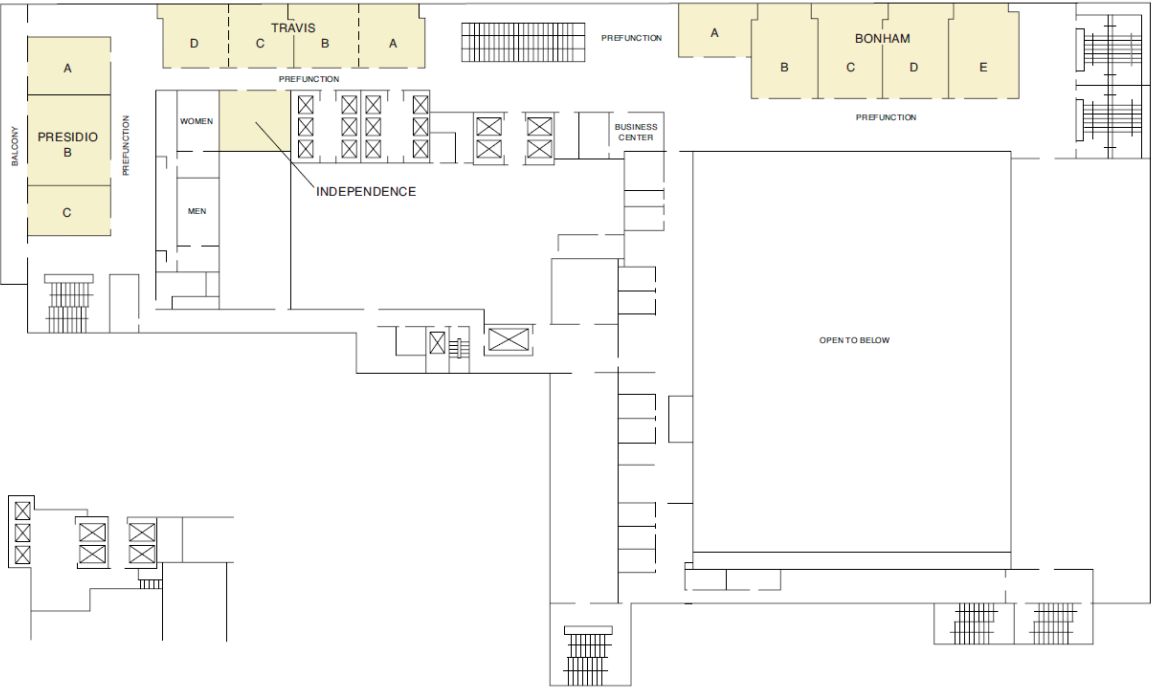 TRAVIS
D
C
B
A
PREFUNCTION
PREFUNCTION
A
BONHAM
B
C
D
E
PREFUNCTION
A
PRESIDIO
B
C
BALCONY
PREFUNCTION
WOMEN
MEN
INDEPENDENCE
BUSINESS
CENTER
OPEN TO BELOW